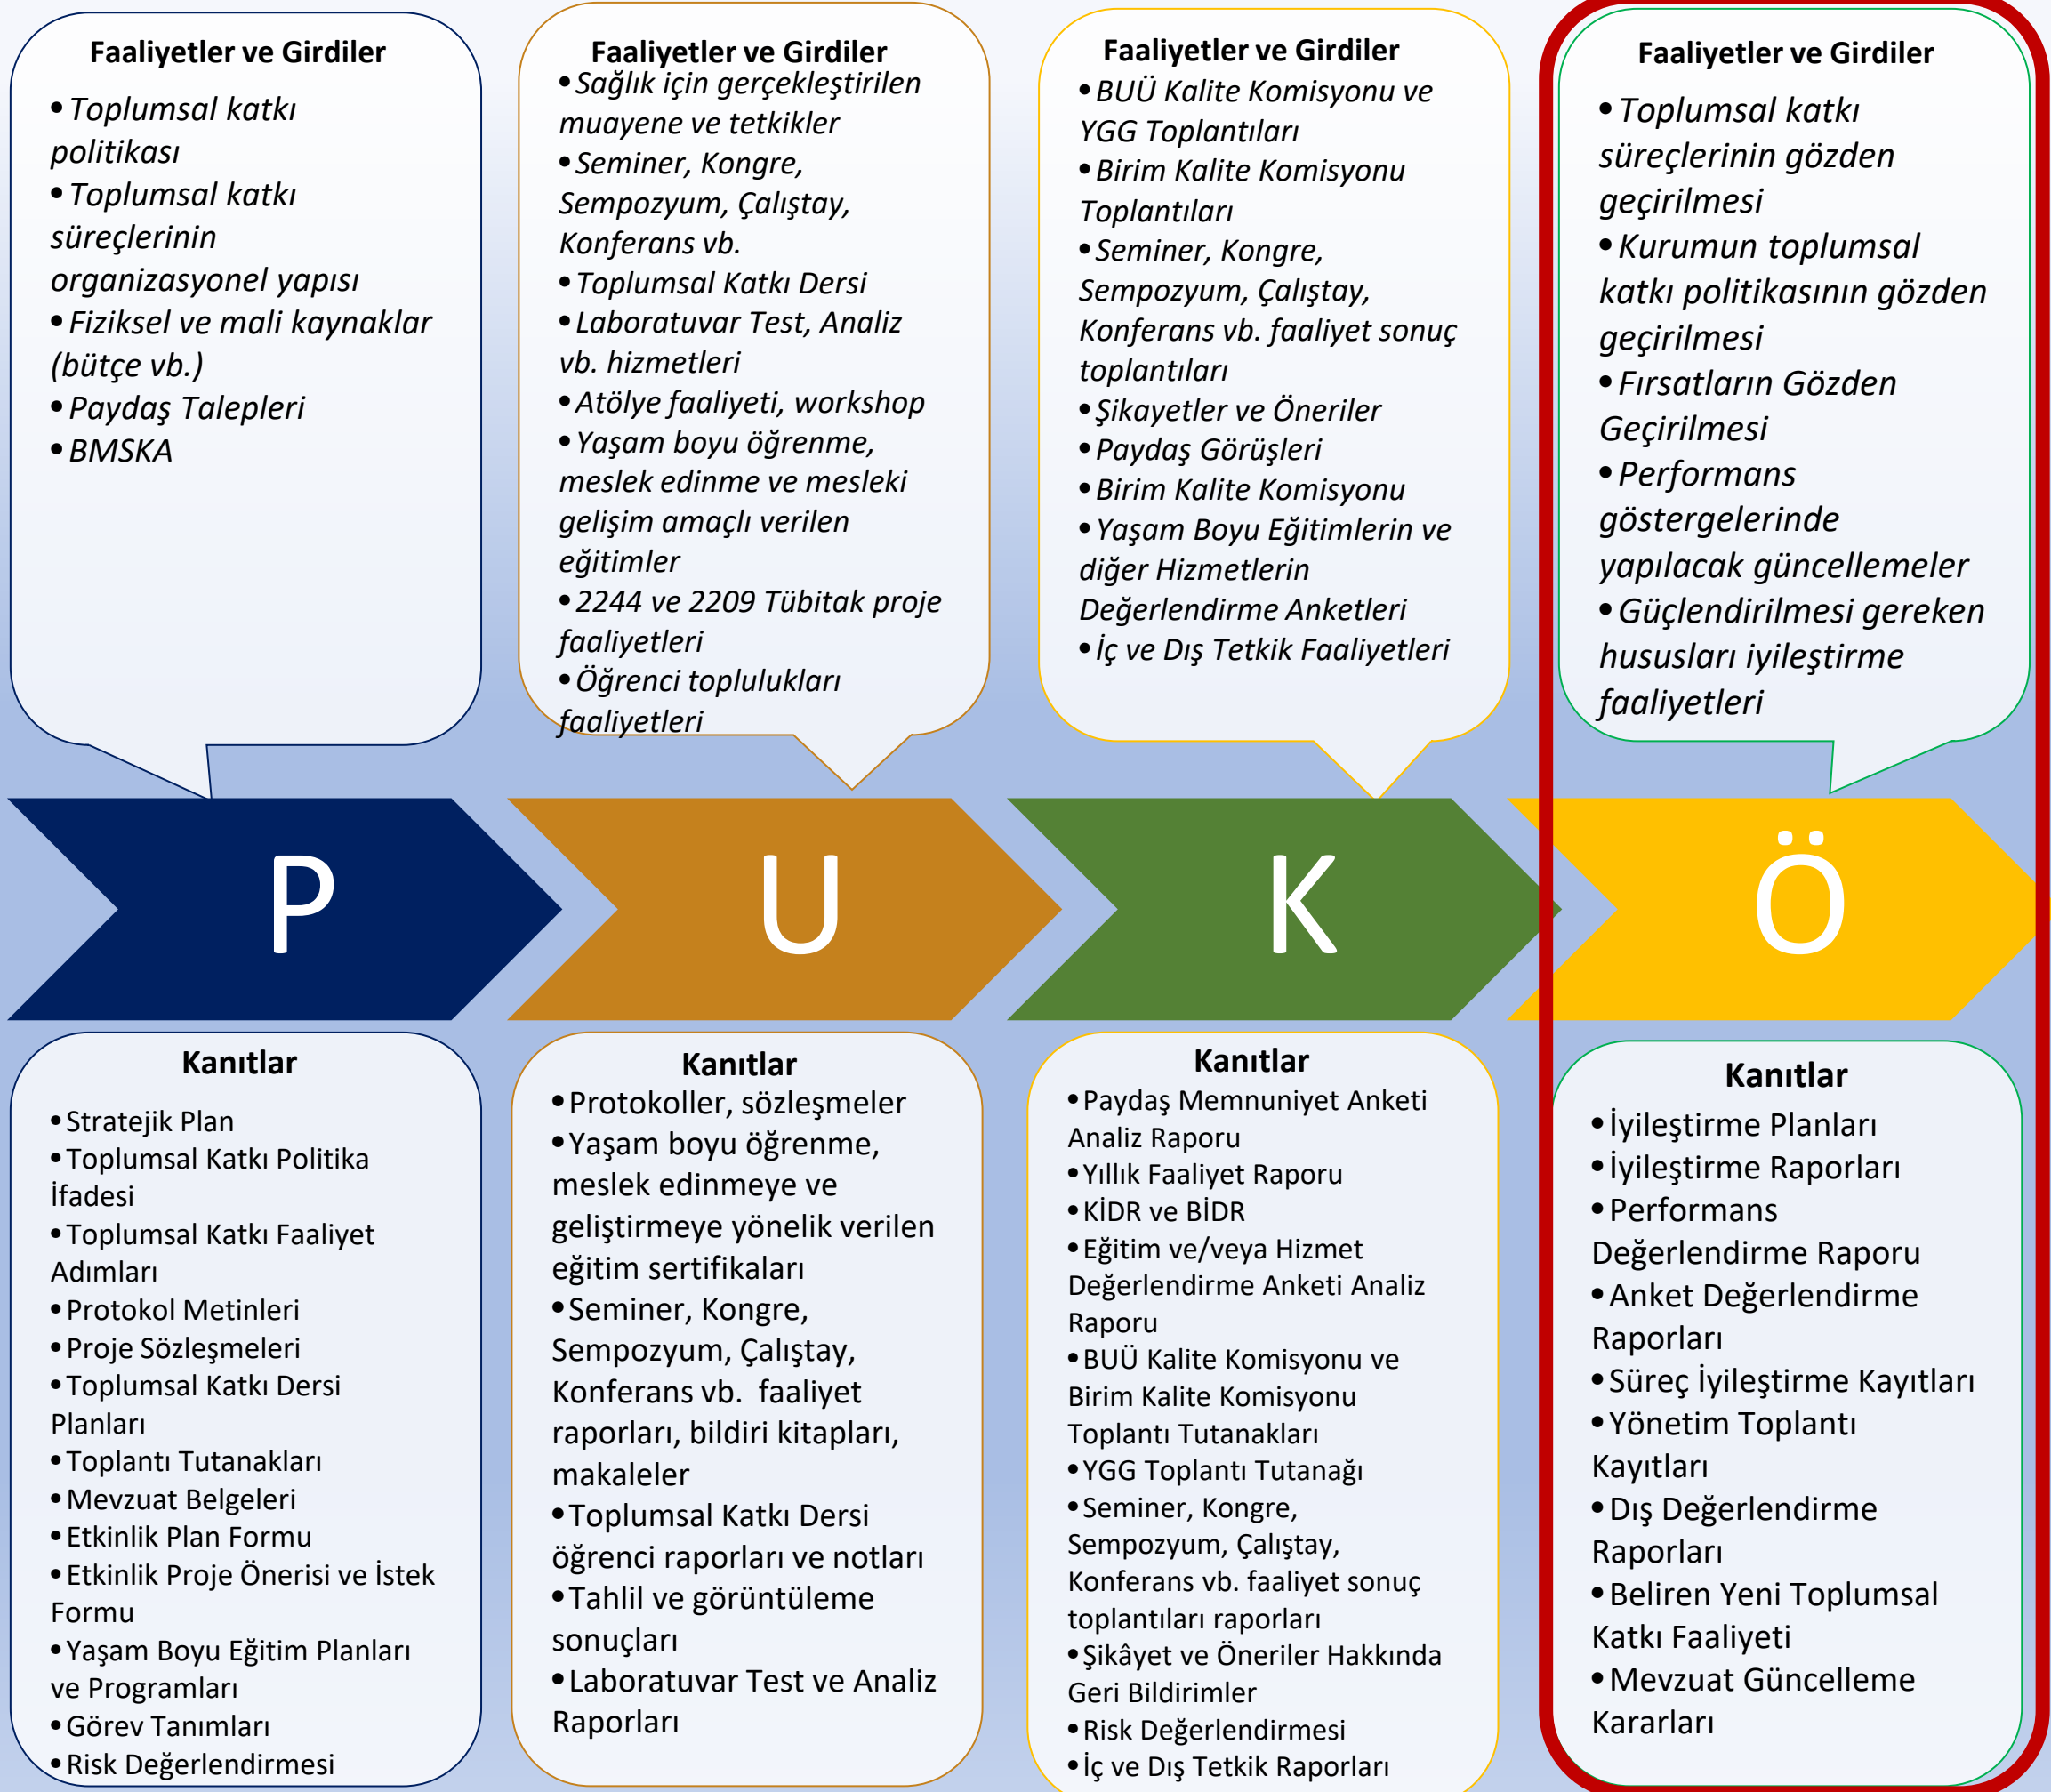 Faaliyetler ve Girdiler
•Toplumsal katkı
politikası
•Toplumsal katkı
süreçlerinin
organizasyonel yapısı
•Fiziksel ve mali kaynaklar
(bütçe vb.)
•Paydaş Talepleri
•BMSKA
Faaliyetler ve Girdiler
•Sağlık için gerçekleştirilen
muayene ve tetkikler
•Seminer, Kongre,
Sempozyum, Çalıştay,
Konferans vb.
•Toplumsal Katkı Dersi
•Laboratuvar Test, Analiz
vb. hizmetleri
•Atölye faaliyeti, workshop
•Yaşam boyu öğrenme,
meslek edinme ve mesleki
gelişim amaçlı verilen
eğitimler
•2244 ve 2209 Tübitak proje
faaliyetleri
•Öğrenci toplulukları
faaliyetleri
Faaliyetler ve Girdiler
•BUÜ Kalite Komisyonu ve
YGG Toplantıları
•Birim Kalite Komisyonu
Toplantıları
•Seminer, Kongre,
Sempozyum, Çalıştay,
Konferans vb. faaliyet sonuç
toplantıları
•Şikayetler ve Öneriler
•Paydaş Görüşleri
•Birim Kalite Komisyonu
•Yaşam Boyu Eğitimlerin ve
diğer Hizmetlerin
Değerlendirme Anketleri
•İç ve Dış Tetkik Faaliyetleri
Faaliyetler ve Girdiler
•Toplumsal katkı
süreçlerinin gözden
geçirilmesi
•Kurumun toplumsal
katkı politikasının gözden
geçirilmesi
•Fırsatların Gözden
Geçirilmesi
•Performans
göstergelerinde
yapılacak güncellemeler
•Güçlendirilmesi gereken
hususları iyileştirme
faaliyetleri
P
U
K
Ö
Kanıtlar
•Stratejik Plan
•Toplumsal Katkı Politika
İfadesi
•Toplumsal Katkı Faaliyet
Adımları
•Protokol Metinleri
•Proje Sözleşmeleri
•Toplumsal Katkı Dersi
Planları
•Toplantı Tutanakları
•Mevzuat Belgeleri
•Etkinlik Plan Formu
•Etkinlik Proje Önerisi ve İstek
Formu
•Yaşam Boyu Eğitim Planları
ve Programları
•Görev Tanımları
•Risk Değerlendirmesi
Kanıtlar
•Protokoller, sözleşmeler
•Yaşam boyu öğrenme,
meslek edinmeye ve
geliştirmeye yönelik verilen
eğitim sertifikaları
•Seminer, Kongre,
Sempozyum, Çalıştay,
Konferans vb. faaliyet
raporları, bildiri kitapları,
makaleler
•Toplumsal Katkı Dersi
öğrenci raporları ve notları
•Tahlil ve görüntüleme
sonuçları
•Laboratuvar Test ve Analiz
Raporları
Kanıtlar
•Paydaş Memnuniyet Anketi
Analiz Raporu
•Yıllık Faaliyet Raporu
•KİDR ve BİDR
•Eğitim ve/veya Hizmet
Değerlendirme Anketi Analiz
Raporu
•BUÜ Kalite Komisyonu ve
Birim Kalite Komisyonu
Toplantı Tutanakları
•YGG Toplantı Tutanağı
•Seminer, Kongre,
Sempozyum, Çalıştay,
Konferans vb. faaliyet sonuç
toplantıları raporları
•Şikâyet ve Öneriler Hakkında
Geri Bildirimler
•Risk Değerlendirmesi
•İç ve Dış Tetkik Raporları
Kanıtlar
•İyileştirme Planları
•İyileştirme Raporları
•Performans
Değerlendirme Raporu
•Anket Değerlendirme
Raporları
•Süreç İyileştirme Kayıtları
•Yönetim Toplantı
Kayıtları
•Dış Değerlendirme
Raporları
•Beliren Yeni Toplumsal
Katkı Faaliyeti
•Mevzuat Güncelleme
Kararları